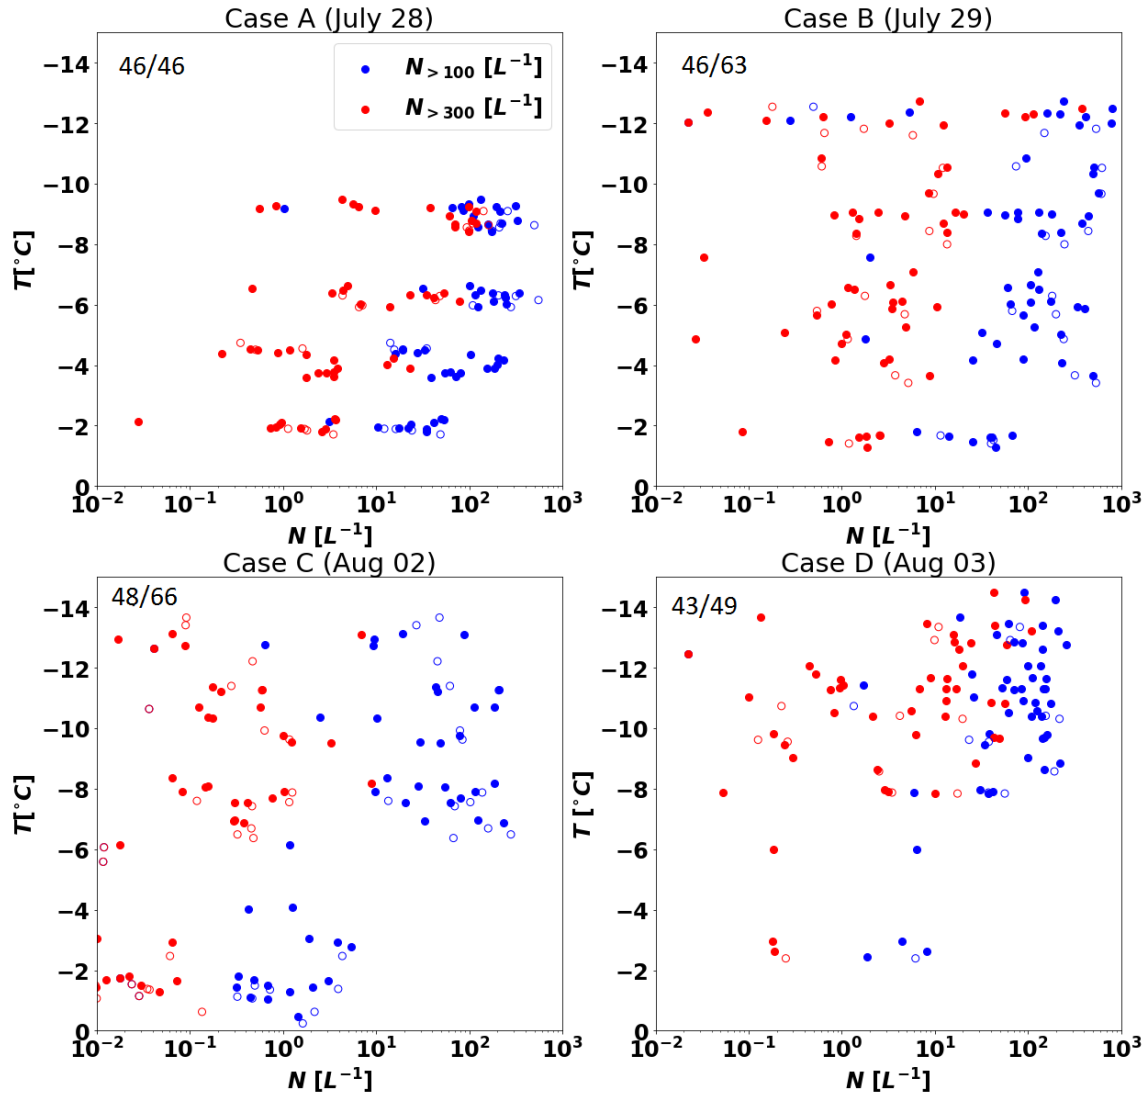 Case A (July 28)
46/46
N>100 [L⁻¹]
N>300 [L⁻¹]
−14
−12
−10
−8
−6
−4
−2
0
T[°C]
10⁻² 10⁻¹ 10⁰ 10¹ 10² 10³
N [L⁻¹]
Case B (July 29)
46/63
−14
−12
−10
−8
−6
−4
−2
0
T[°C]
10⁻² 10⁻¹ 10⁰ 10¹ 10² 10³
N [L⁻¹]
Case C (Aug 02)
48/66
−14
−12
−10
−8
−6
−4
−2
0
T[°C]
10⁻² 10⁻¹ 10⁰ 10¹ 10² 10³
N [L⁻¹]
Case D (Aug 03)
43/49
−14
−12
−10
−8
−6
−4
−2
0
T [°C]
10⁻² 10⁻¹ 10⁰ 10¹ 10² 10³
N [L⁻¹]